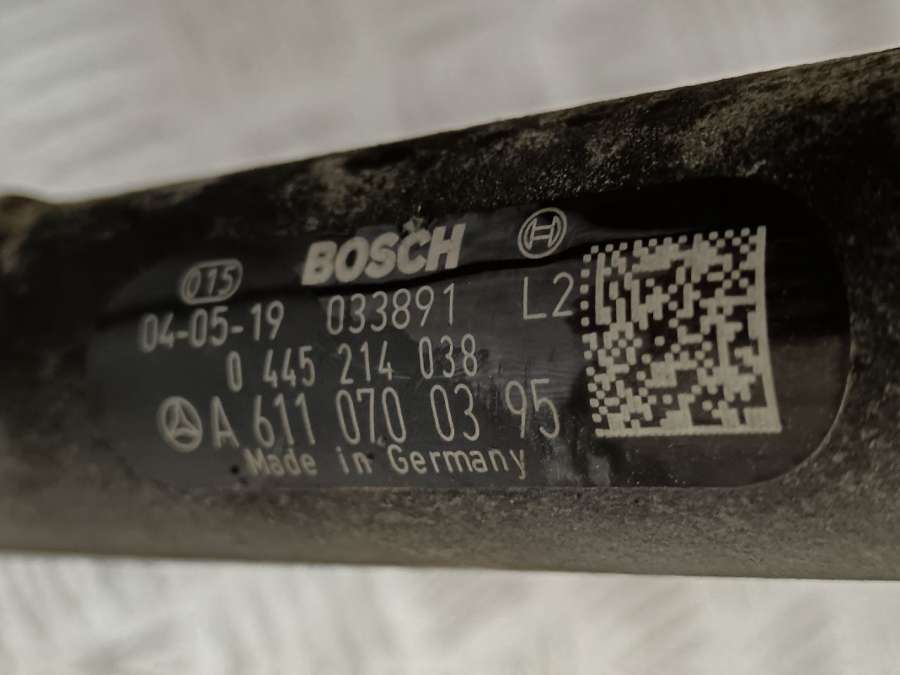 015 BOSCH
04-05-19 033891 L2
0 445 214 038
A 611 070 03 95
Made in Germany